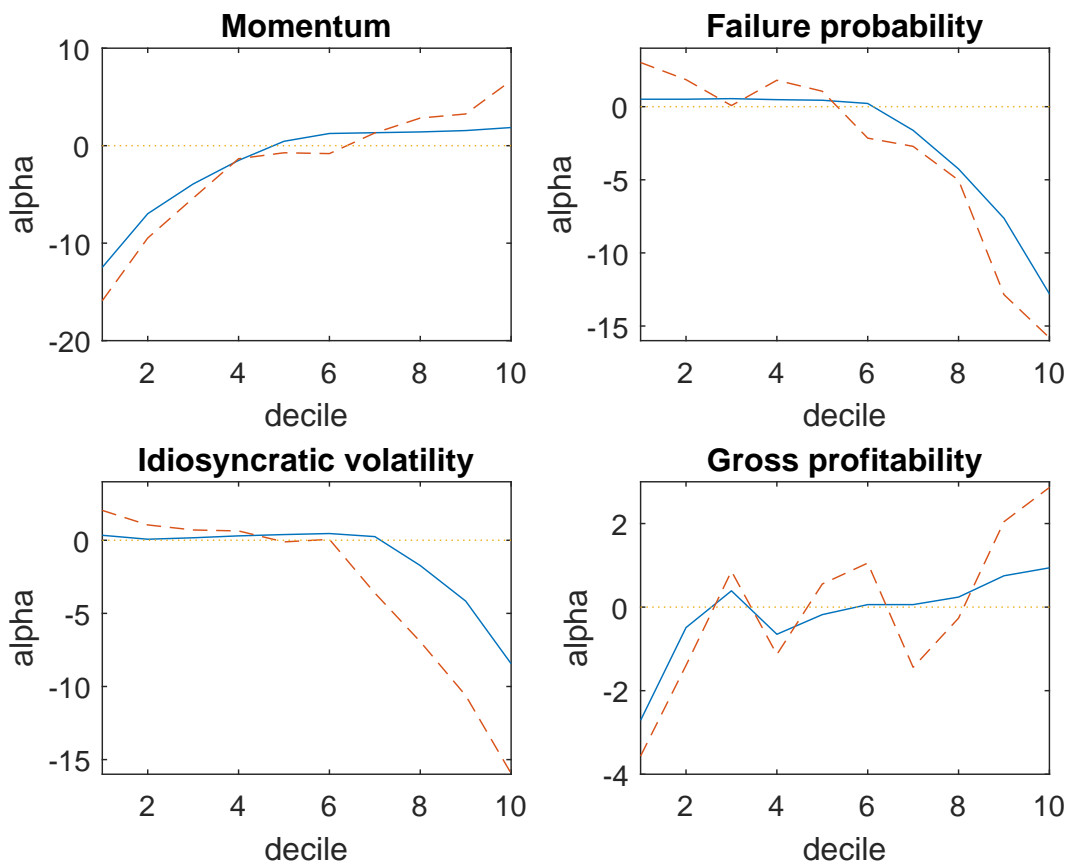 Momentum
10
0
-10
-20
alpha
2 4 6 8 10
decile
Failure probability
0
-5
-10
-15
alpha
2 4 6 8 10
decile
Idiosyncratic volatility
0
-5
-10
-15
alpha
2 4 6 8 10
decile
Gross profitability
2
0
-2
-4
alpha
2 4 6 8 10
decile